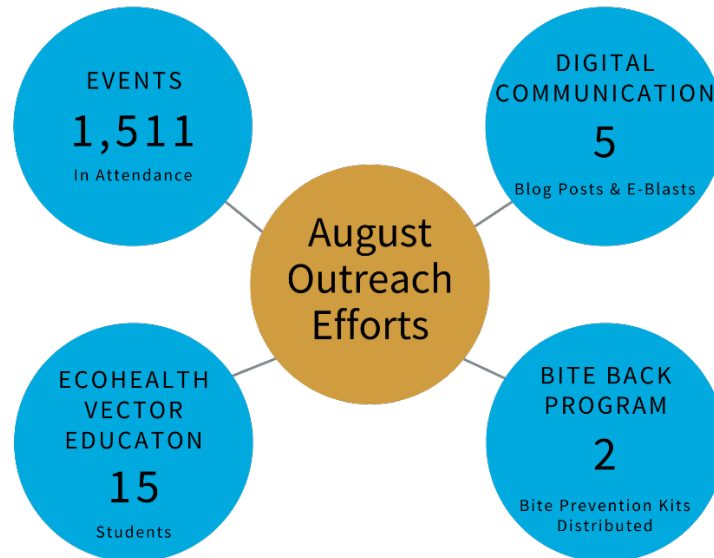 EVENTS
1,511
In Attendance
DIGITAL
COMMUNICATION
5
Blog Posts & E-Blasts
August
Outreach
Efforts
ECOHEALTH
VECTOR
EDUCATON
15
Students
BITE BACK
PROGRAM
2
Bite Prevention Kits
Distributed